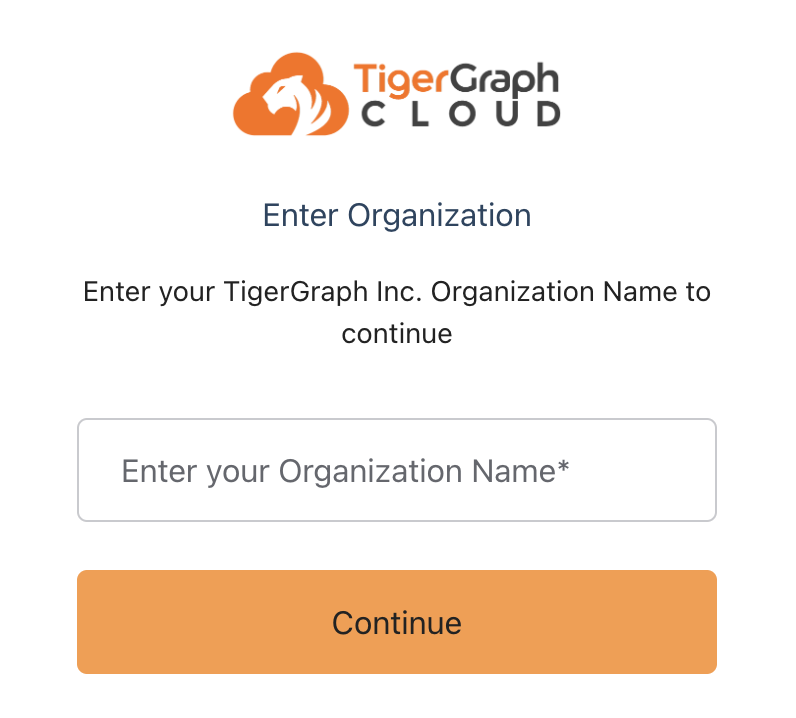 TigerGraph
CLOUD
Enter Organization
Enter your TigerGraph Inc. Organization Name to
continue
Enter your Organization Name*
Continue